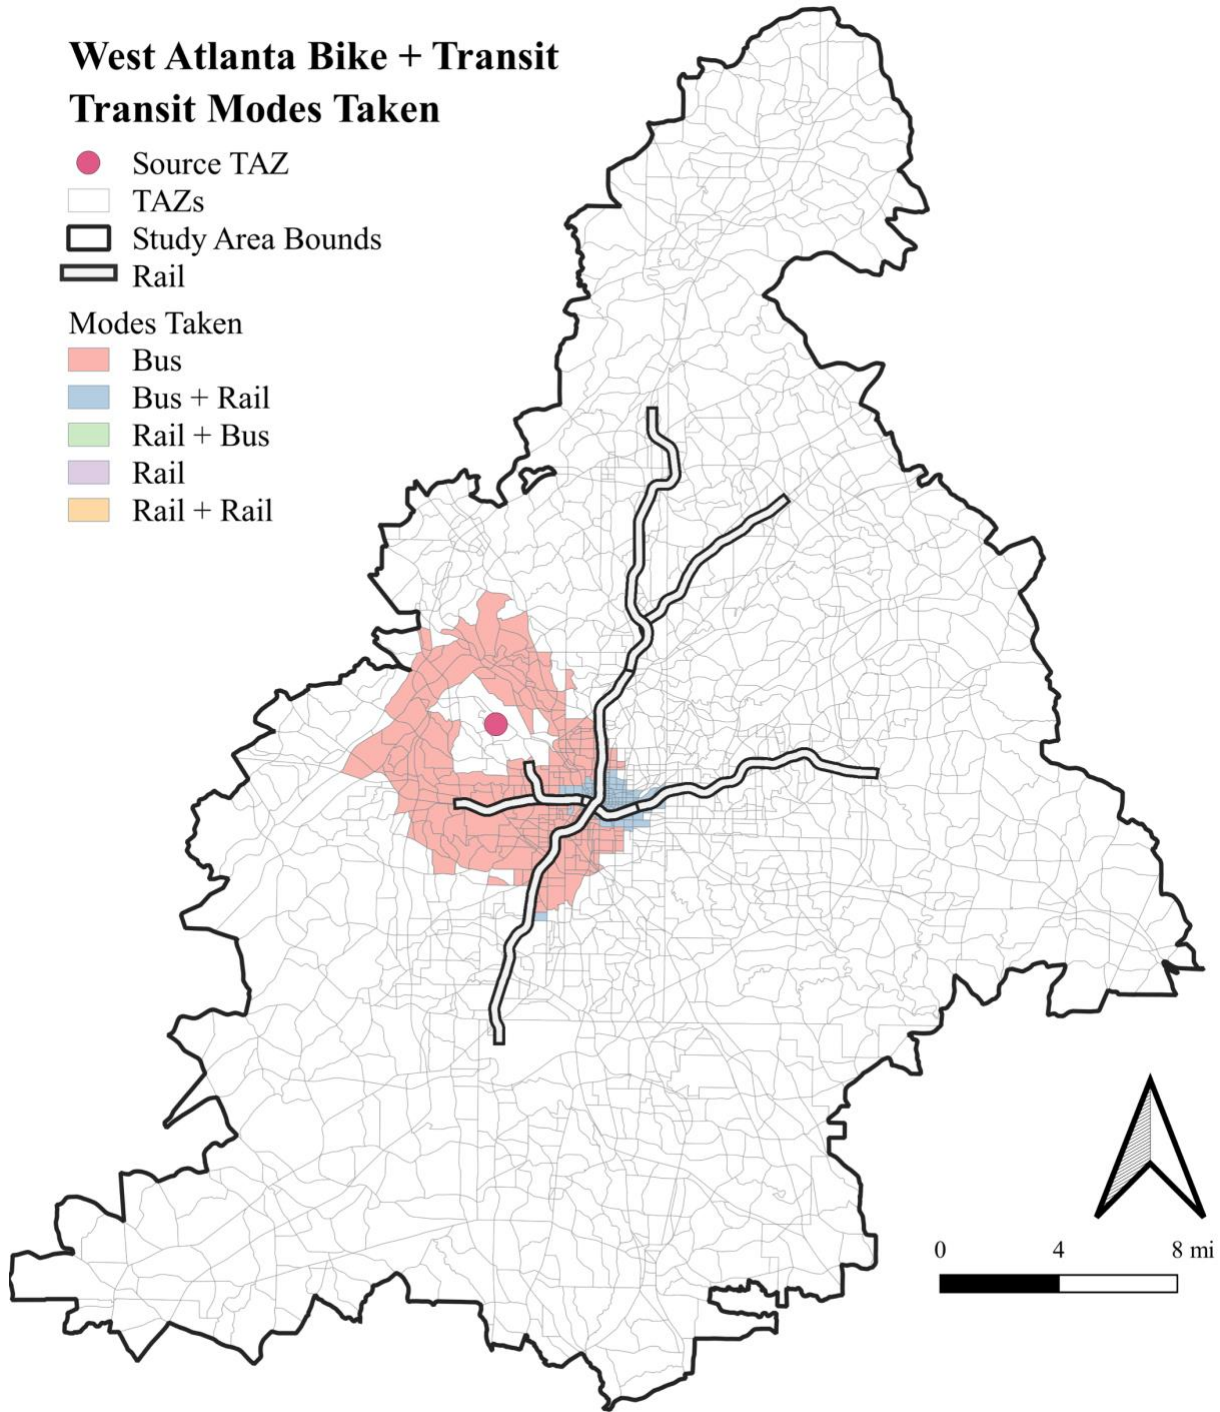 West Atlanta Bike + Transit
Transit Modes Taken
Source TAZ
TAZs
Study Area Bounds
Rail
Modes Taken
Bus
Bus + Rail
Rail + Bus
Rail
Rail + Rail
0 4 8 mi